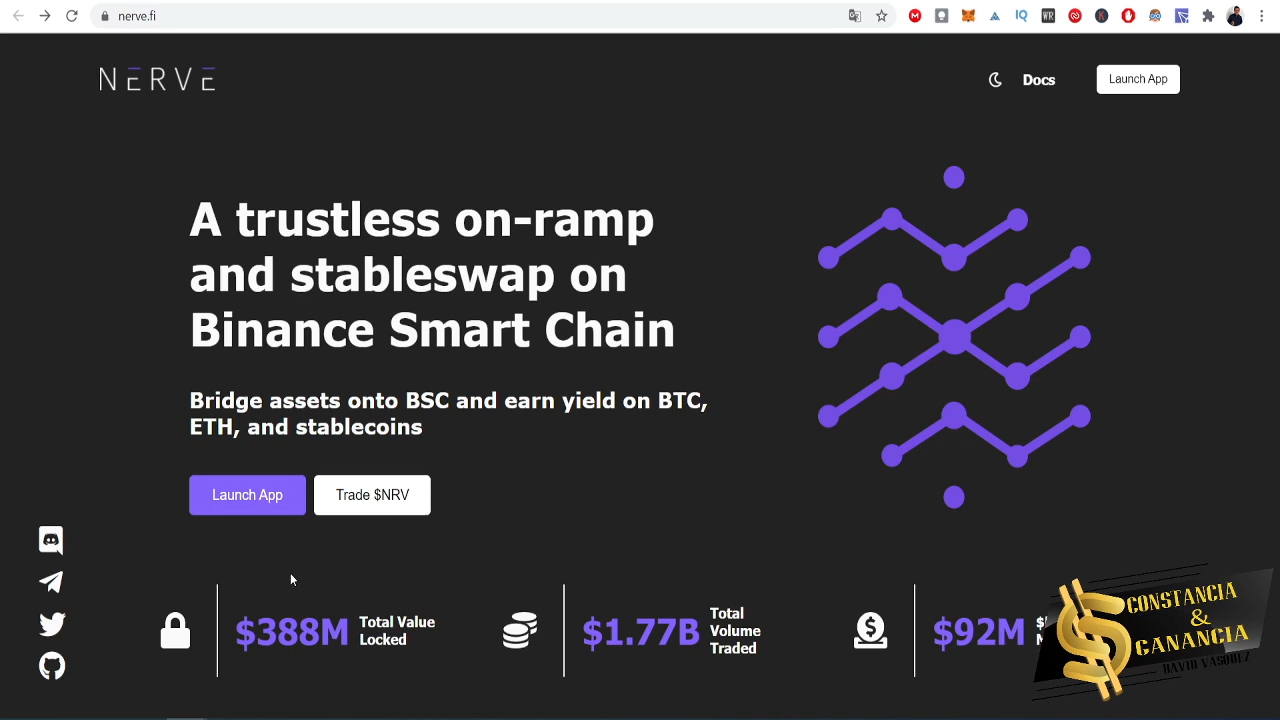 nerve.fi
NERVE
Docs
Launch App
A trustless on-ramp
and stableswap on
Binance Smart Chain
Bridge assets onto BSC and earn yield on BTC,
ETH, and stablecoins
Launch App
Trade $NRV
$388M
Total Value
Locked
$1.77B
Total
Volume
Traded
$92M
CONSTANCIA
&
GANANCIA
DAVID VASQUEZ